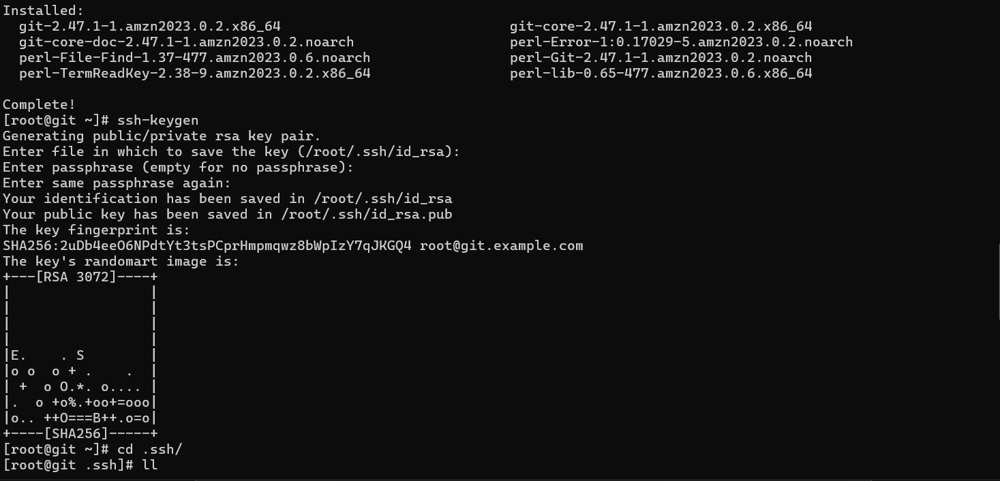 Installed:
  git-2.47.1-1.amzn2023.0.2.x86_64                            git-core-2.47.1-1.amzn2023.0.2.x86_64
  git-core-doc-2.47.1-1.amzn2023.0.2.noarch                   perl-Error-1:0.17029-5.amzn2023.0.2.noarch
  perl-File-Find-1.37-477.amzn2023.0.6.noarch                 perl-Git-2.47.1-1.amzn2023.0.2.noarch
  perl-TermReadKey-2.38-9.amzn2023.0.2.x86_64                 perl-lib-0.65-477.amzn2023.0.6.x86_64

Complete!
[root@git ~]# ssh-keygen
Generating public/private rsa key pair.
Enter file in which to save the key (/root/.ssh/id_rsa):
Enter passphrase (empty for no passphrase):
Enter same passphrase again:
Your identification has been saved in /root/.ssh/id_rsa
Your public key has been saved in /root/.ssh/id_rsa.pub
The key fingerprint is:
SHA256:2uDb4eeO6NPdtYt3tsPCprHmpmqwz8bWpIzY7qJKGQ4 root@git.example.com
The key's randomart image is:
+---[RSA 3072]----+
|                 |
|                 |
|                 |
|                 |
|E.    . S        |
|o o  o + .    .  |
| +  o O.*. o.... |
|.  o +o%.+oo+=ooo|
|o.. ++O===B++.o=o|
+----[SHA256]-----+
[root@git ~]# cd .ssh/
[root@git .ssh]# ll